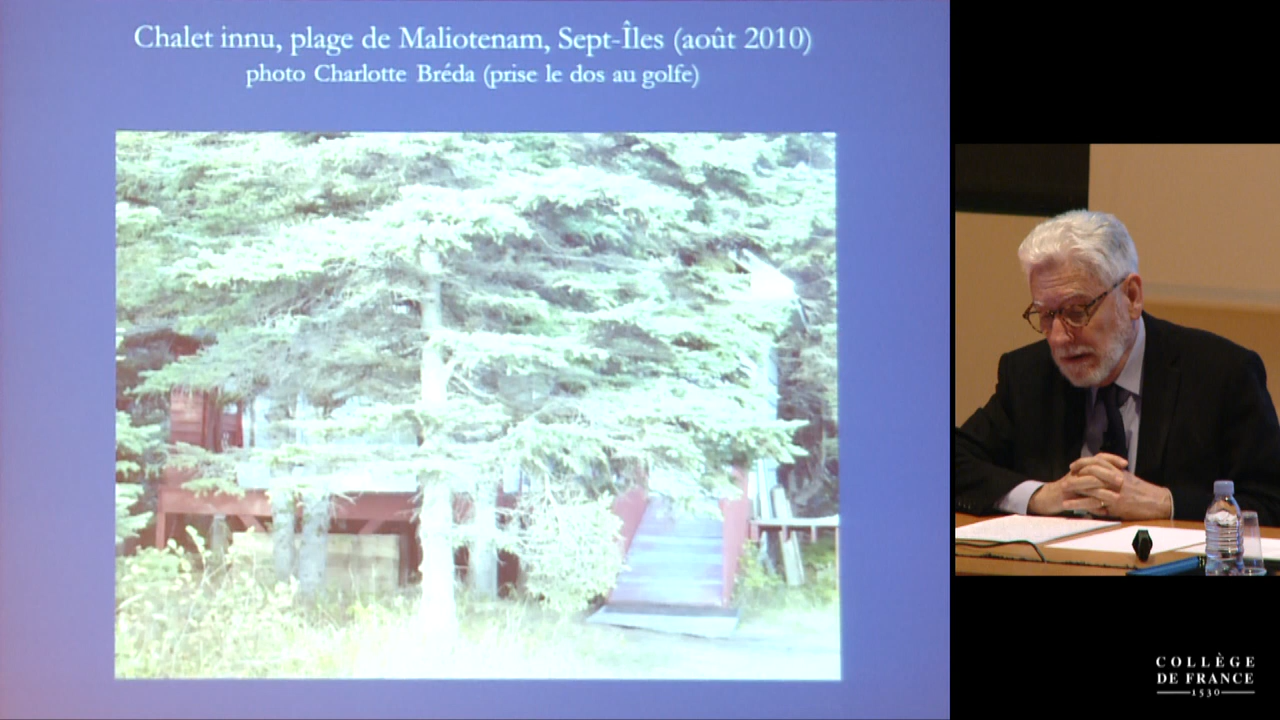 Chalet innu, plage de Maliotenam, Sept-Îles (août 2010)
photo Charlotte Bréda (prise le dos au golfe)
COLLÈGE
DE FRANCE
1530